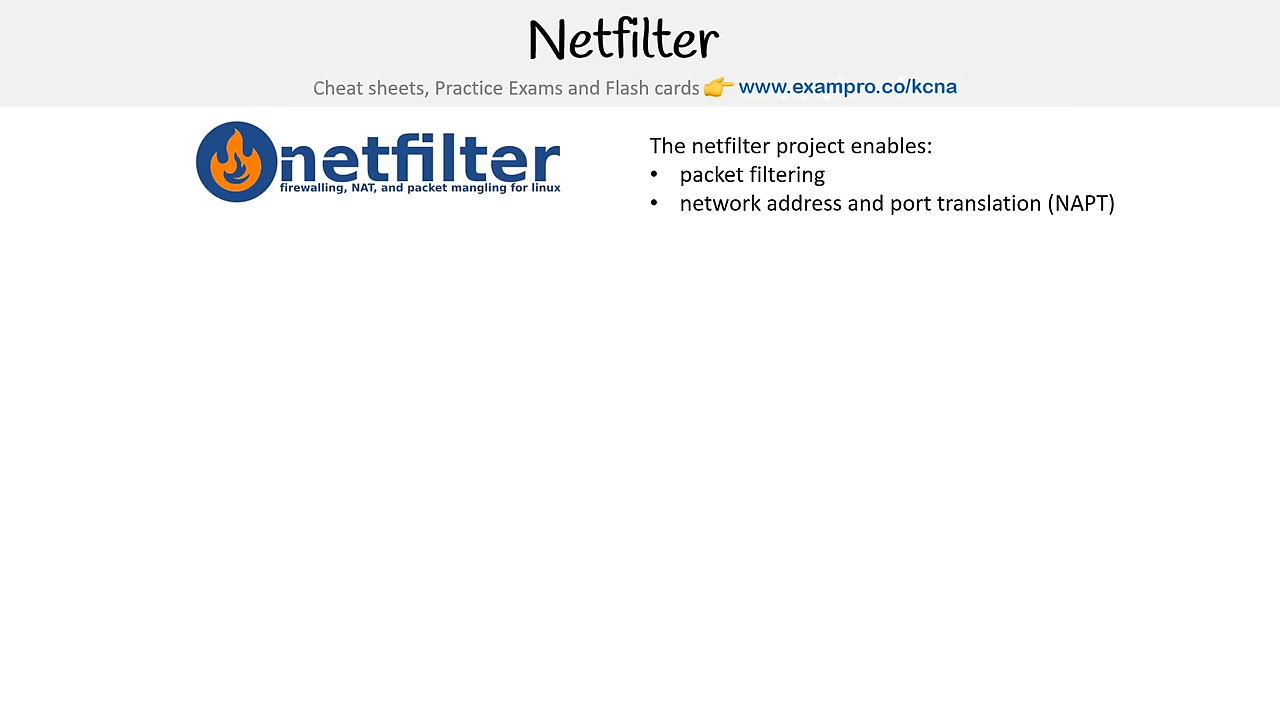 Netfilter
Cheat sheets, Practice Exams and Flash cards 👉 www.exampro.co/kcna
netfilter
firewalling, NAT, and packet mangling for linux
The netfilter project enables:
• packet filtering
• network address and port translation (NAPT)